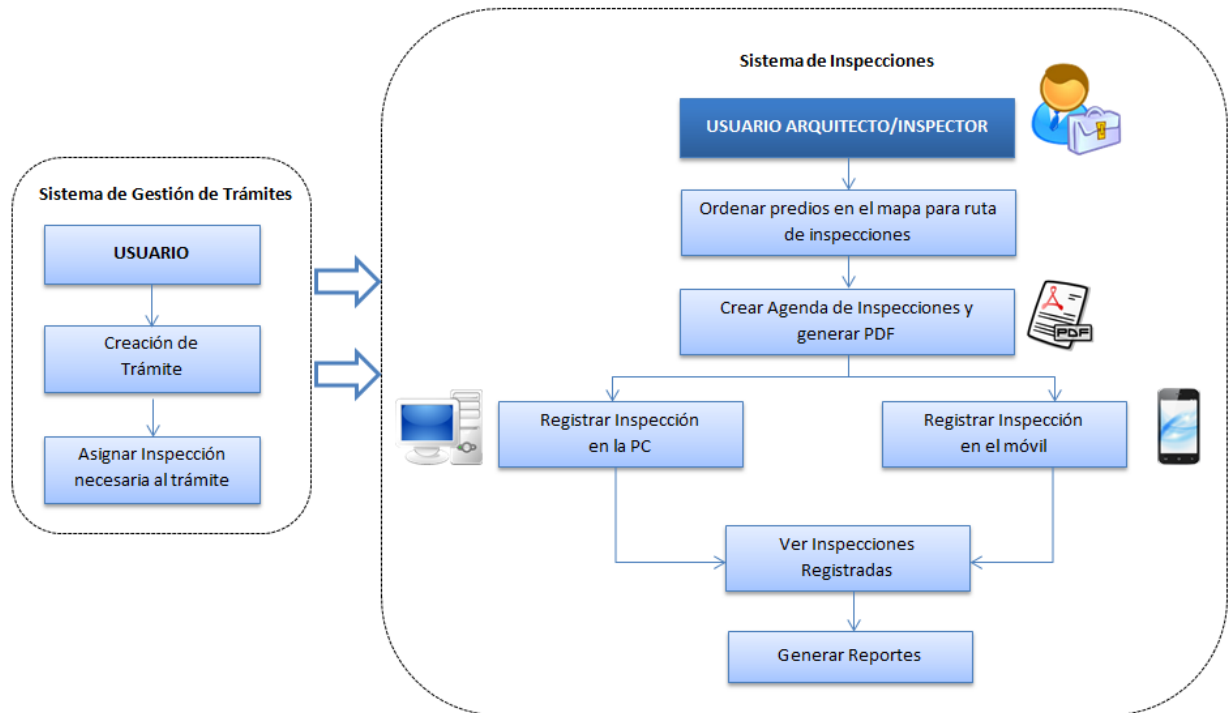 Sistema de Gestión de Trámites
USUARIO
Creación de
Trámite
Asignar Inspección
necesaria al trámite
Sistema de Inspecciones
USUARIO ARQUITECTO/INSPECTOR
Ordenar predios en el mapa para ruta
de inspecciones
Crear Agenda de Inspecciones y
generar PDF
PDF
Registrar Inspección
en la PC
Registrar Inspección
en el móvil
Ver Inspecciones
Registradas
Generar Reportes